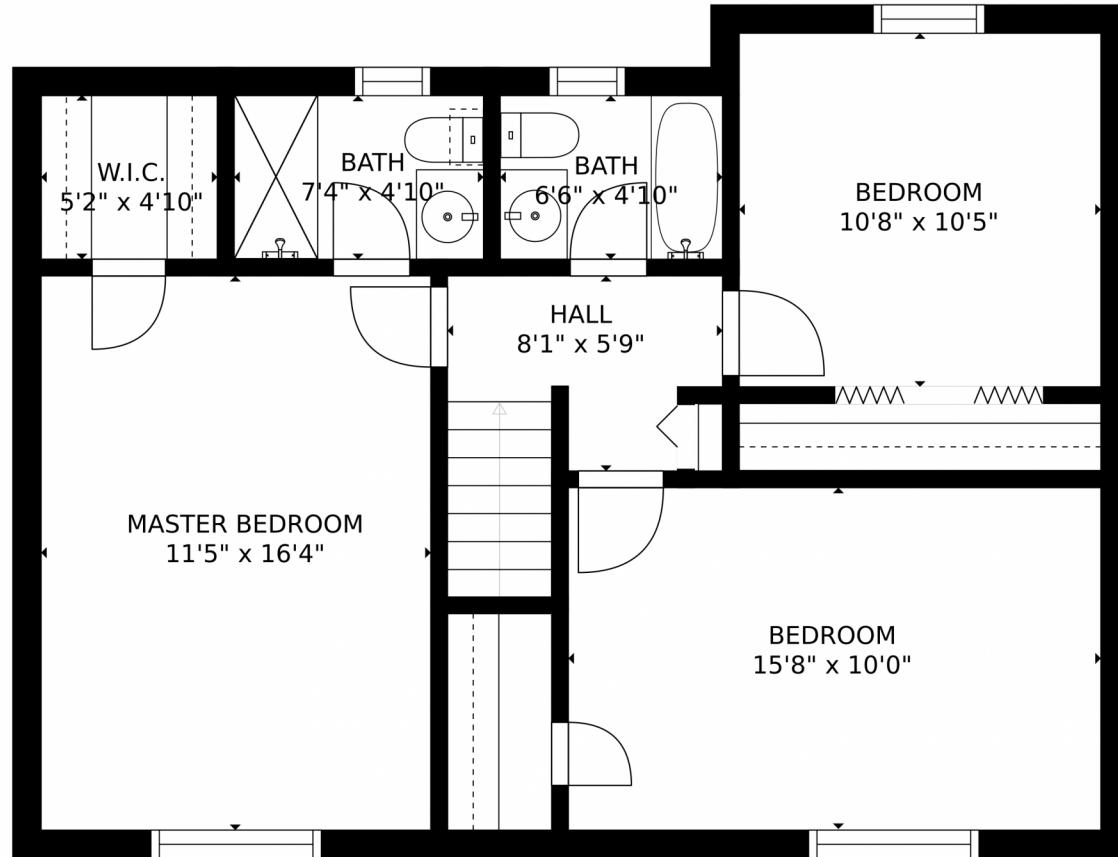 W.I.C.
5'2" x 4'10"
BATH
7'4" x 4'10"
BATH
6'6" x 4'10"
BEDROOM
10'8" x 10'5"
HALL
8'1" x 5'9"
MASTER BEDROOM
11'5" x 16'4"
BEDROOM
15'8" x 10'0"